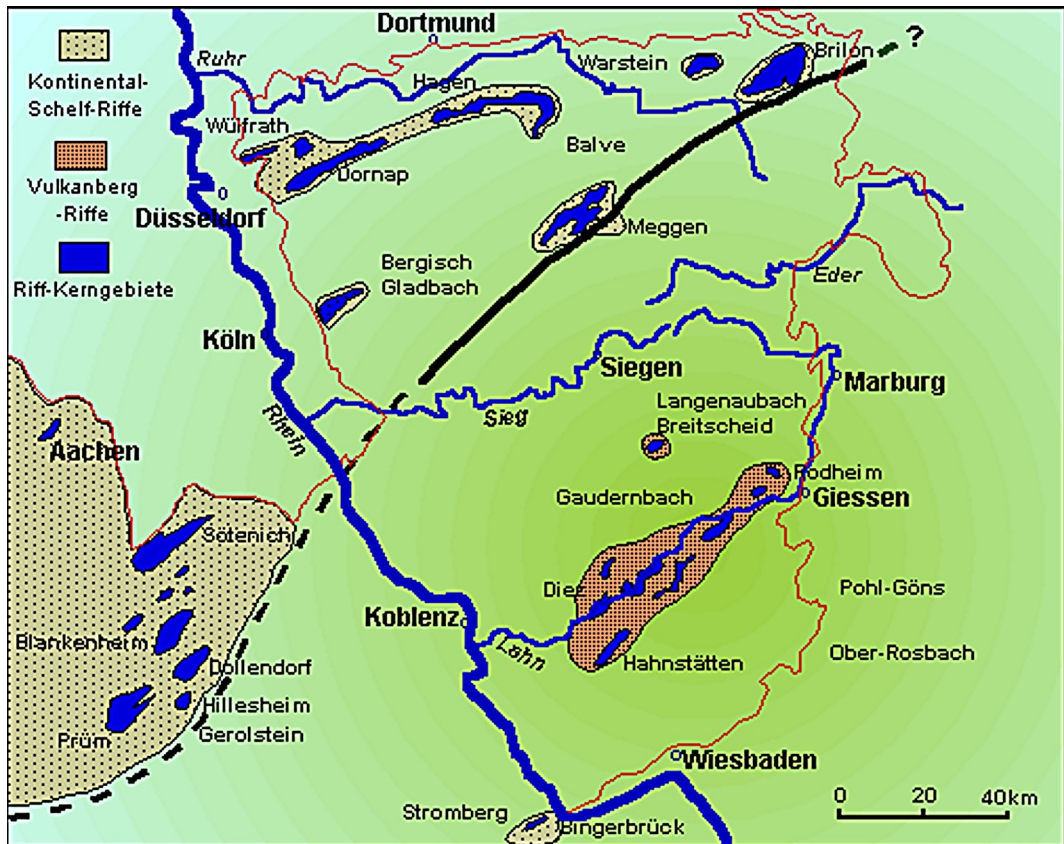 Kontinental-
Schelf-Riffe
Vulkanberg
-Riffe
Riff-Kerngebiete
Dortmund
Ruhr
Hagen
Warstein
Brilon
?
Wülfrath
Dornap
Balve
Düsseldorf
Meggen
Bergisch
Gladbach
Eder
Köln
Siegen
Marburg
Rhein
Sieg
Langenaubach
Breitscheid
Aachen
Rodheim
Gaudernbach
Giessen
Sötenich
Diez
Pohl-Göns
Koblenz
Blankenheim
Lahn
Ober-Rosbach
Dollendorf
Hahnstätten
Hillesheim
Prüm
Gerolstein
Wiesbaden
0 20 40km
Stromberg
Bingerbrück